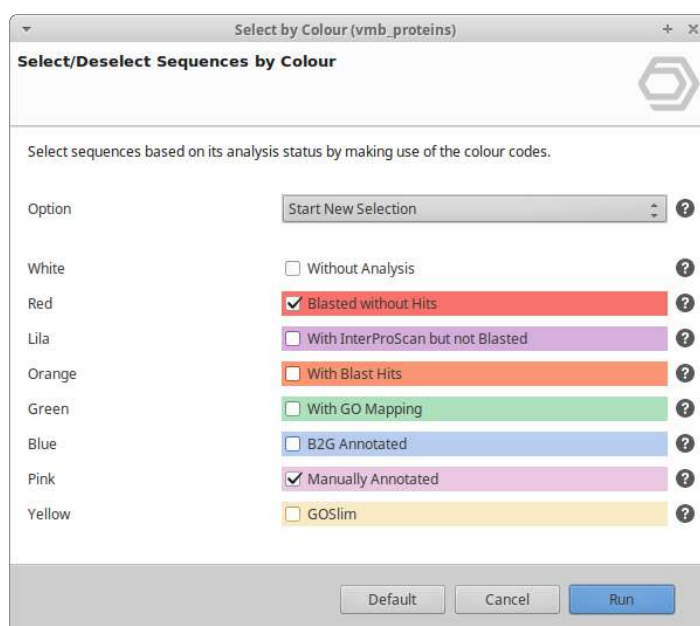 Select by Colour (vmb_proteins)
Select/Deselect Sequences by Colour
Select sequences based on its analysis status by making use of the colour codes.
Option Start New Selection ?
White Without Analysis ?
Red Blasted without Hits ?
Lila With InterProScan but not Blasted ?
Orange With Blast Hits ?
Green With GO Mapping ?
Blue B2G Annotated ?
Pink Manually Annotated ?
Yellow GOSlim ?
Default Cancel Run